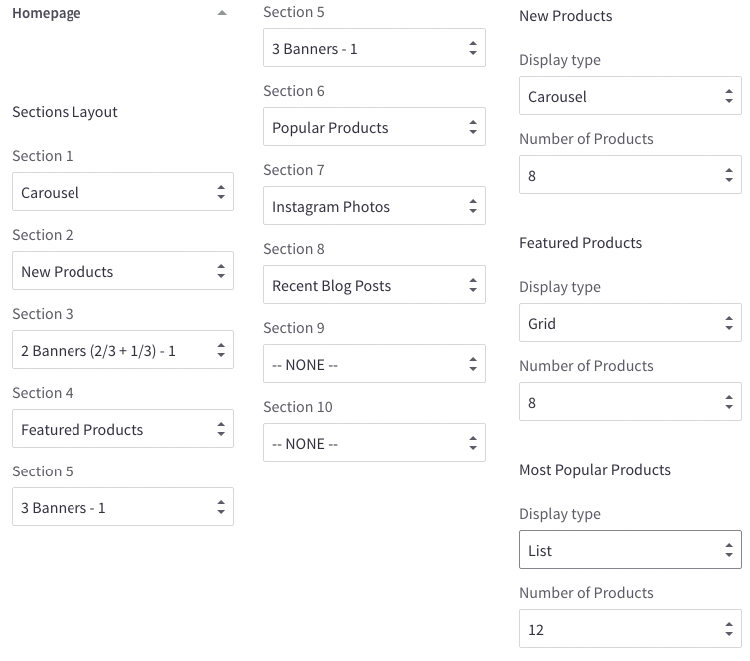 Homepage
Sections Layout
Section 1
Carousel
Section 2
New Products
Section 3
2 Banners (2/3 + 1/3) - 1
Section 4
Featured Products
Section 5
3 Banners - 1
Section 5
3 Banners - 1
Section 6
Popular Products
Section 7
Instagram Photos
Section 8
Recent Blog Posts
Section 9
-- NONE --
Section 10
-- NONE --
New Products
Display type
Carousel
Number of Products
8
Featured Products
Display type
Grid
Number of Products
8
Most Popular Products
Display type
List
Number of Products
12